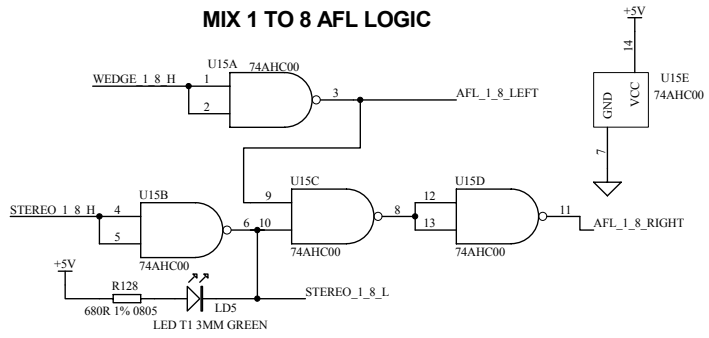 MIX 1 TO 8 AFL LOGIC
+5V
14
U15A
74AHC00
WEDGE_1_8_H
1
2
3
AFL_1_8_LEFT
GND
VCC
U15E
74AHC00
7
U15B
U15C
U15D
STEREO_1_8_H
4
5
6
9
10
8
12
13
11
AFL_1_8_RIGHT
74AHC00
74AHC00
74AHC00
+5V
R128
680R 1% 0805
LD5
LED T1 3MM GREEN
STEREO_1_8_L